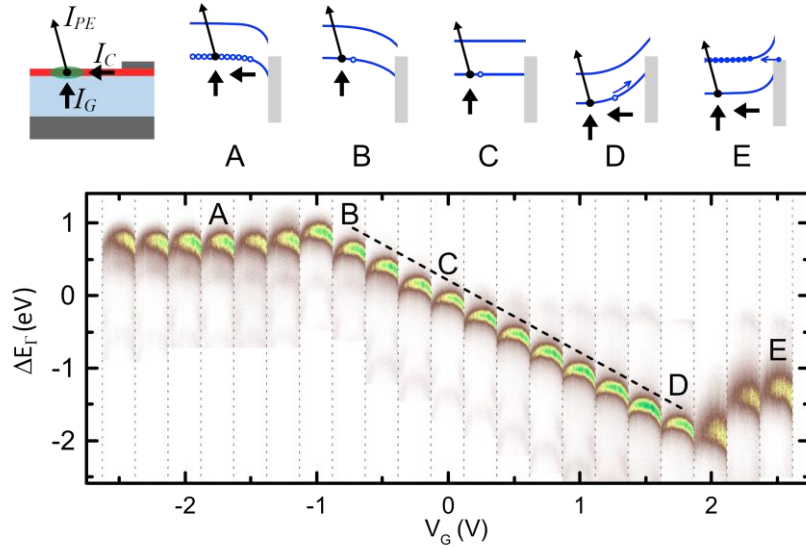 I_PE
I_C
I_G
A B C D E
A B C D E
1
0
-1
-2
ΔE_Γ (eV)
-2 -1 0 1 2
V_G (V)